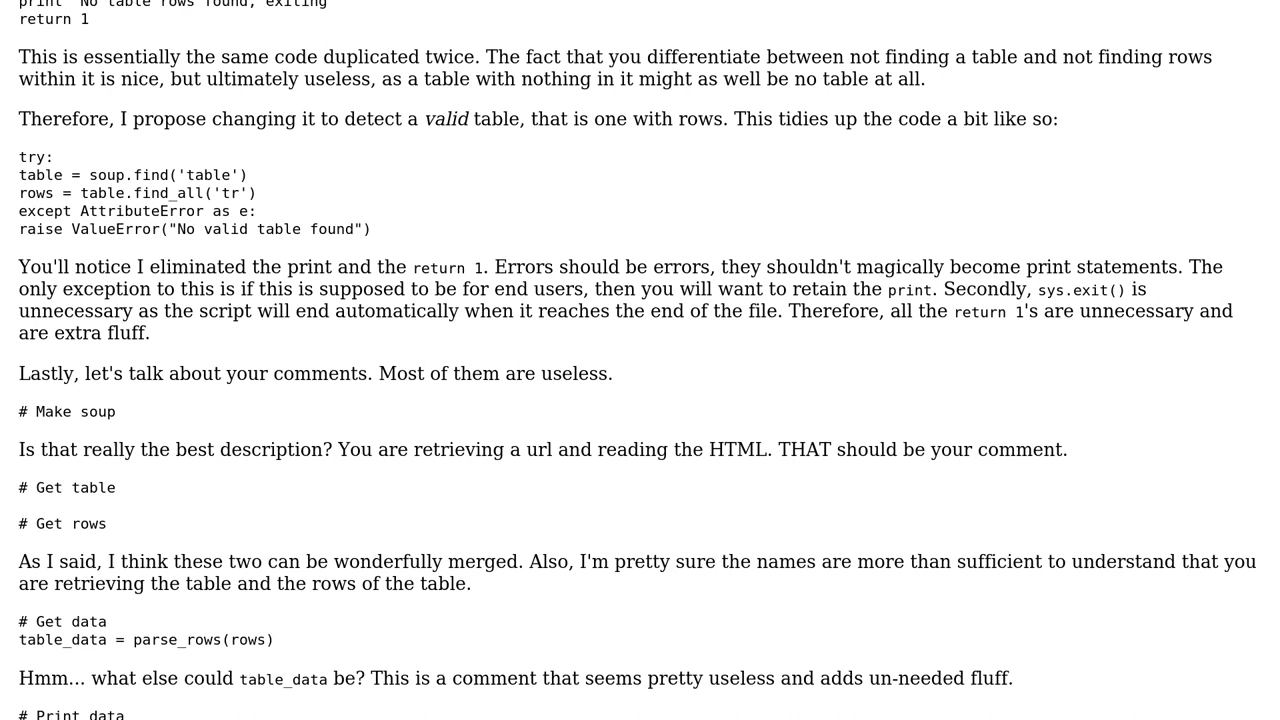 print "No table rows found, exiting"
return 1
This is essentially the same code duplicated twice. The fact that you differentiate between not finding a table and not finding rows
within it is nice, but ultimately useless, as a table with nothing in it might as well be no table at all.
Therefore, I propose changing it to detect a valid table, that is one with rows. This tidies up the code a bit like so:
try:
table = soup.find('table')
rows = table.find_all('tr')
except AttributeError as e:
raise ValueError("No valid table found")
You'll notice I eliminated the print and the return 1. Errors should be errors, they shouldn't magically become print statements. The
only exception to this is if this is supposed to be for end users, then you will want to retain the print. Secondly, sys.exit() is
unnecessary as the script will end automatically when it reaches the end of the file. Therefore, all the return 1's are unnecessary and
are extra fluff.
Lastly, let's talk about your comments. Most of them are useless.
# Make soup
Is that really the best description? You are retrieving a url and reading the HTML. THAT should be your comment.
# Get table
# Get rows
As I said, I think these two can be wonderfully merged. Also, I'm pretty sure the names are more than sufficient to understand that you
are retrieving the table and the rows of the table.
# Get data
table_data = parse_rows(rows)
Hmm... what else could table_data be? This is a comment that seems pretty useless and adds un-needed fluff.
# Print data